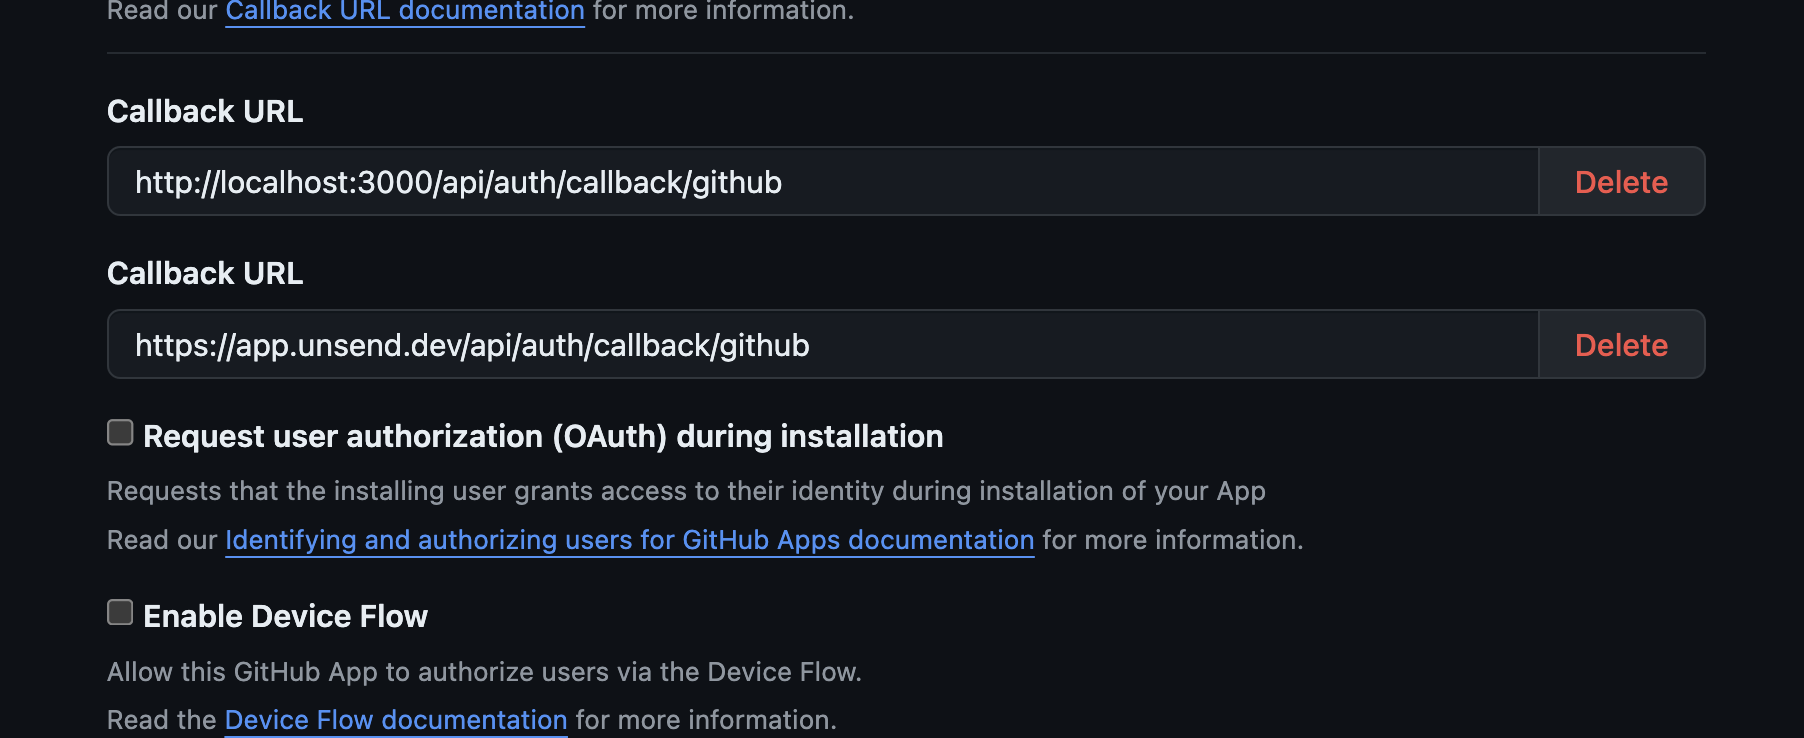 Read our Callback URL documentation for more information.
Callback URL
http://localhost:3000/api/auth/callback/github
Delete
Callback URL
https://app.unsend.dev/api/auth/callback/github
Delete
Request user authorization (OAuth) during installation
Requests that the installing user grants access to their identity during installation of your App
Read our Identifying and authorizing users for GitHub Apps documentation for more information.
Enable Device Flow
Allow this GitHub App to authorize users via the Device Flow.
Read the Device Flow documentation for more information.